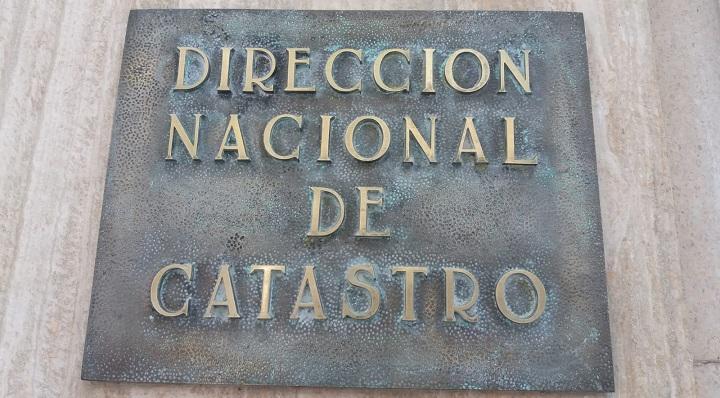 DIRECCION
NACIONAL
DE
CATASTRO